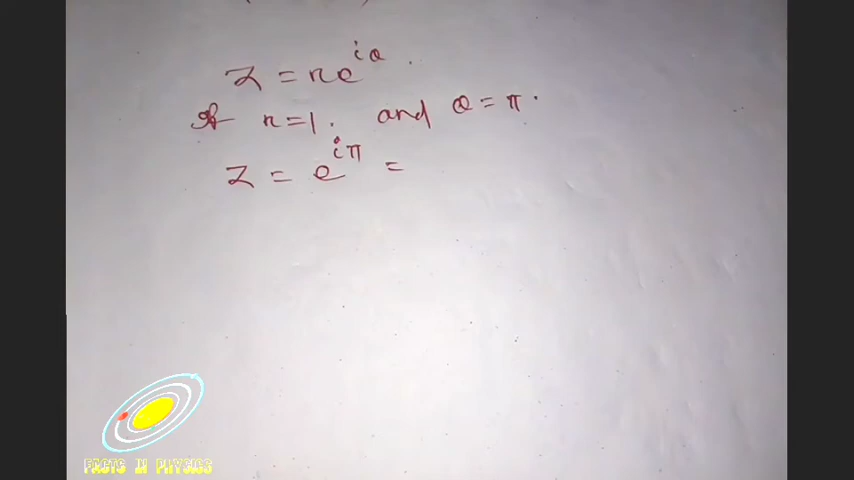 z = re^{iθ}.
If r=1. and θ = π.
z = e^{iπ} =
FACTS IN PHYSICS